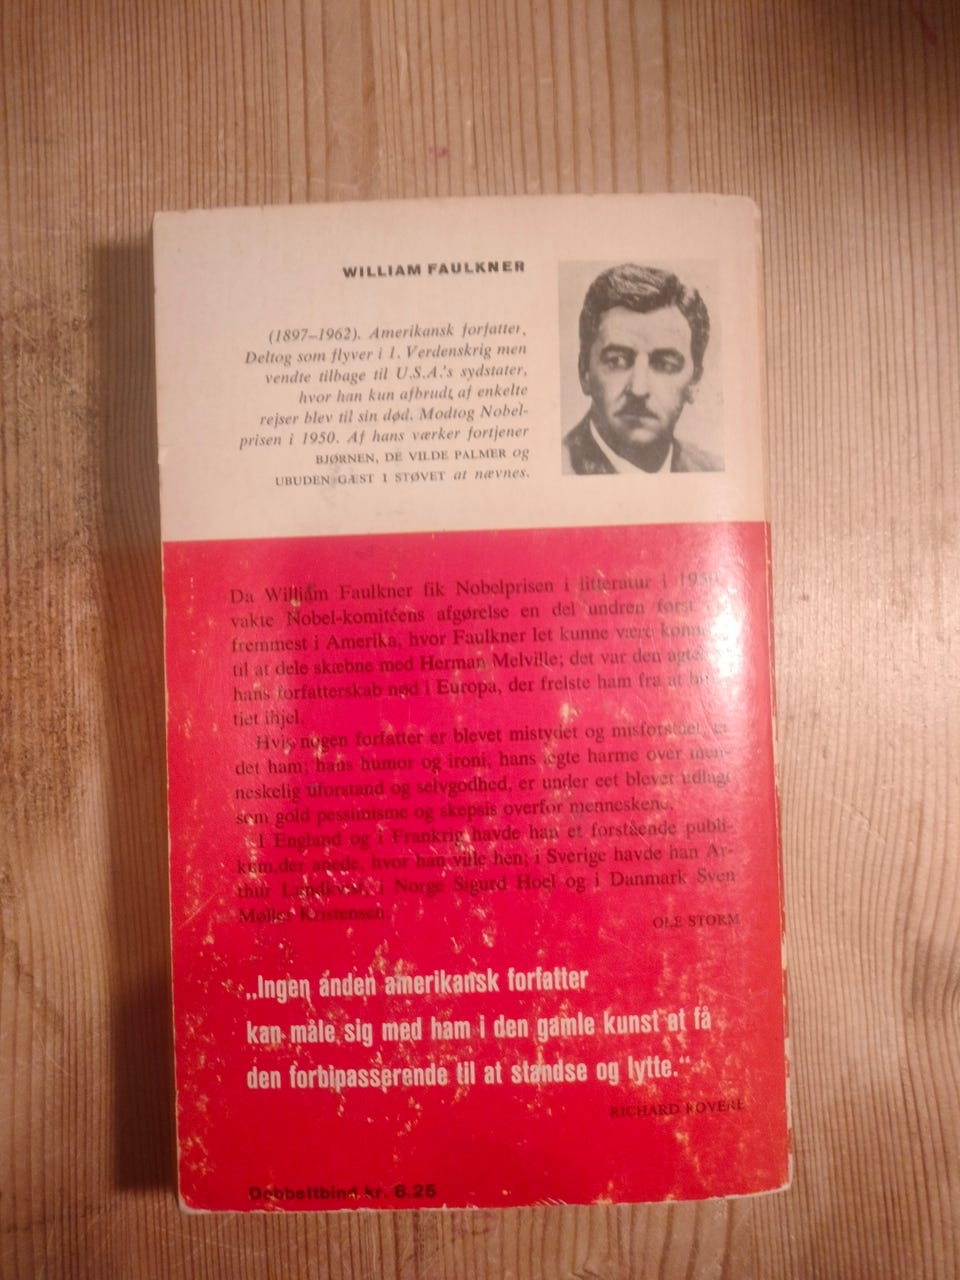 WILLIAM FAULKNER
(1897–1962). Amerikansk forfatter,
Deltog som flyver i 1. Verdenskrig men
vendte tilbage til U.S.A.'s sydstater,
hvor han kun afbrudt af enkelte
rejser blev til sin død. Modtog Nobel-
prisen i 1950. Af hans værker fortjener
BJØRNEN, DE VILDE PALMER og
UBUDEN GÆST I STØVET at nævnes.
Da William Faulkner fik Nobelprisen i litteratur i
vakte Nobel-komitéens afgørelse en del undren først
fremmest i Amerika, hvor Faulkner let kunne være
til at dele skæbne med Herman Melville; det var den
hans forfatterskab nød i Europa, der frelste ham fra at
tiet ihjel.
Hvis nogen forfatter er blevet mistydet og misforstået, er
det ham; hans humor og ironi, hans ægte harme over men-
neskelig uforstand og selvgodhed, er under eet blevet udlagt
som gold pessimisme og skepsis overfor menneskene.
I England og i Frankrig havde han et forstående publi-
kum, der anede, hvor han ville hen; i Sverige havde han Ar-
thur Lundkvist, i Norge Sigurd Hoel og i Danmark Sven
Møller Kristensen.
OLE STORM
„Ingen anden amerikansk forfatter
kan måle sig med ham i den gamle kunst at få
den forbipasserende til at standse og lytte.“
RICHARD ROVERE
Dobbeltbind kr. 6.25